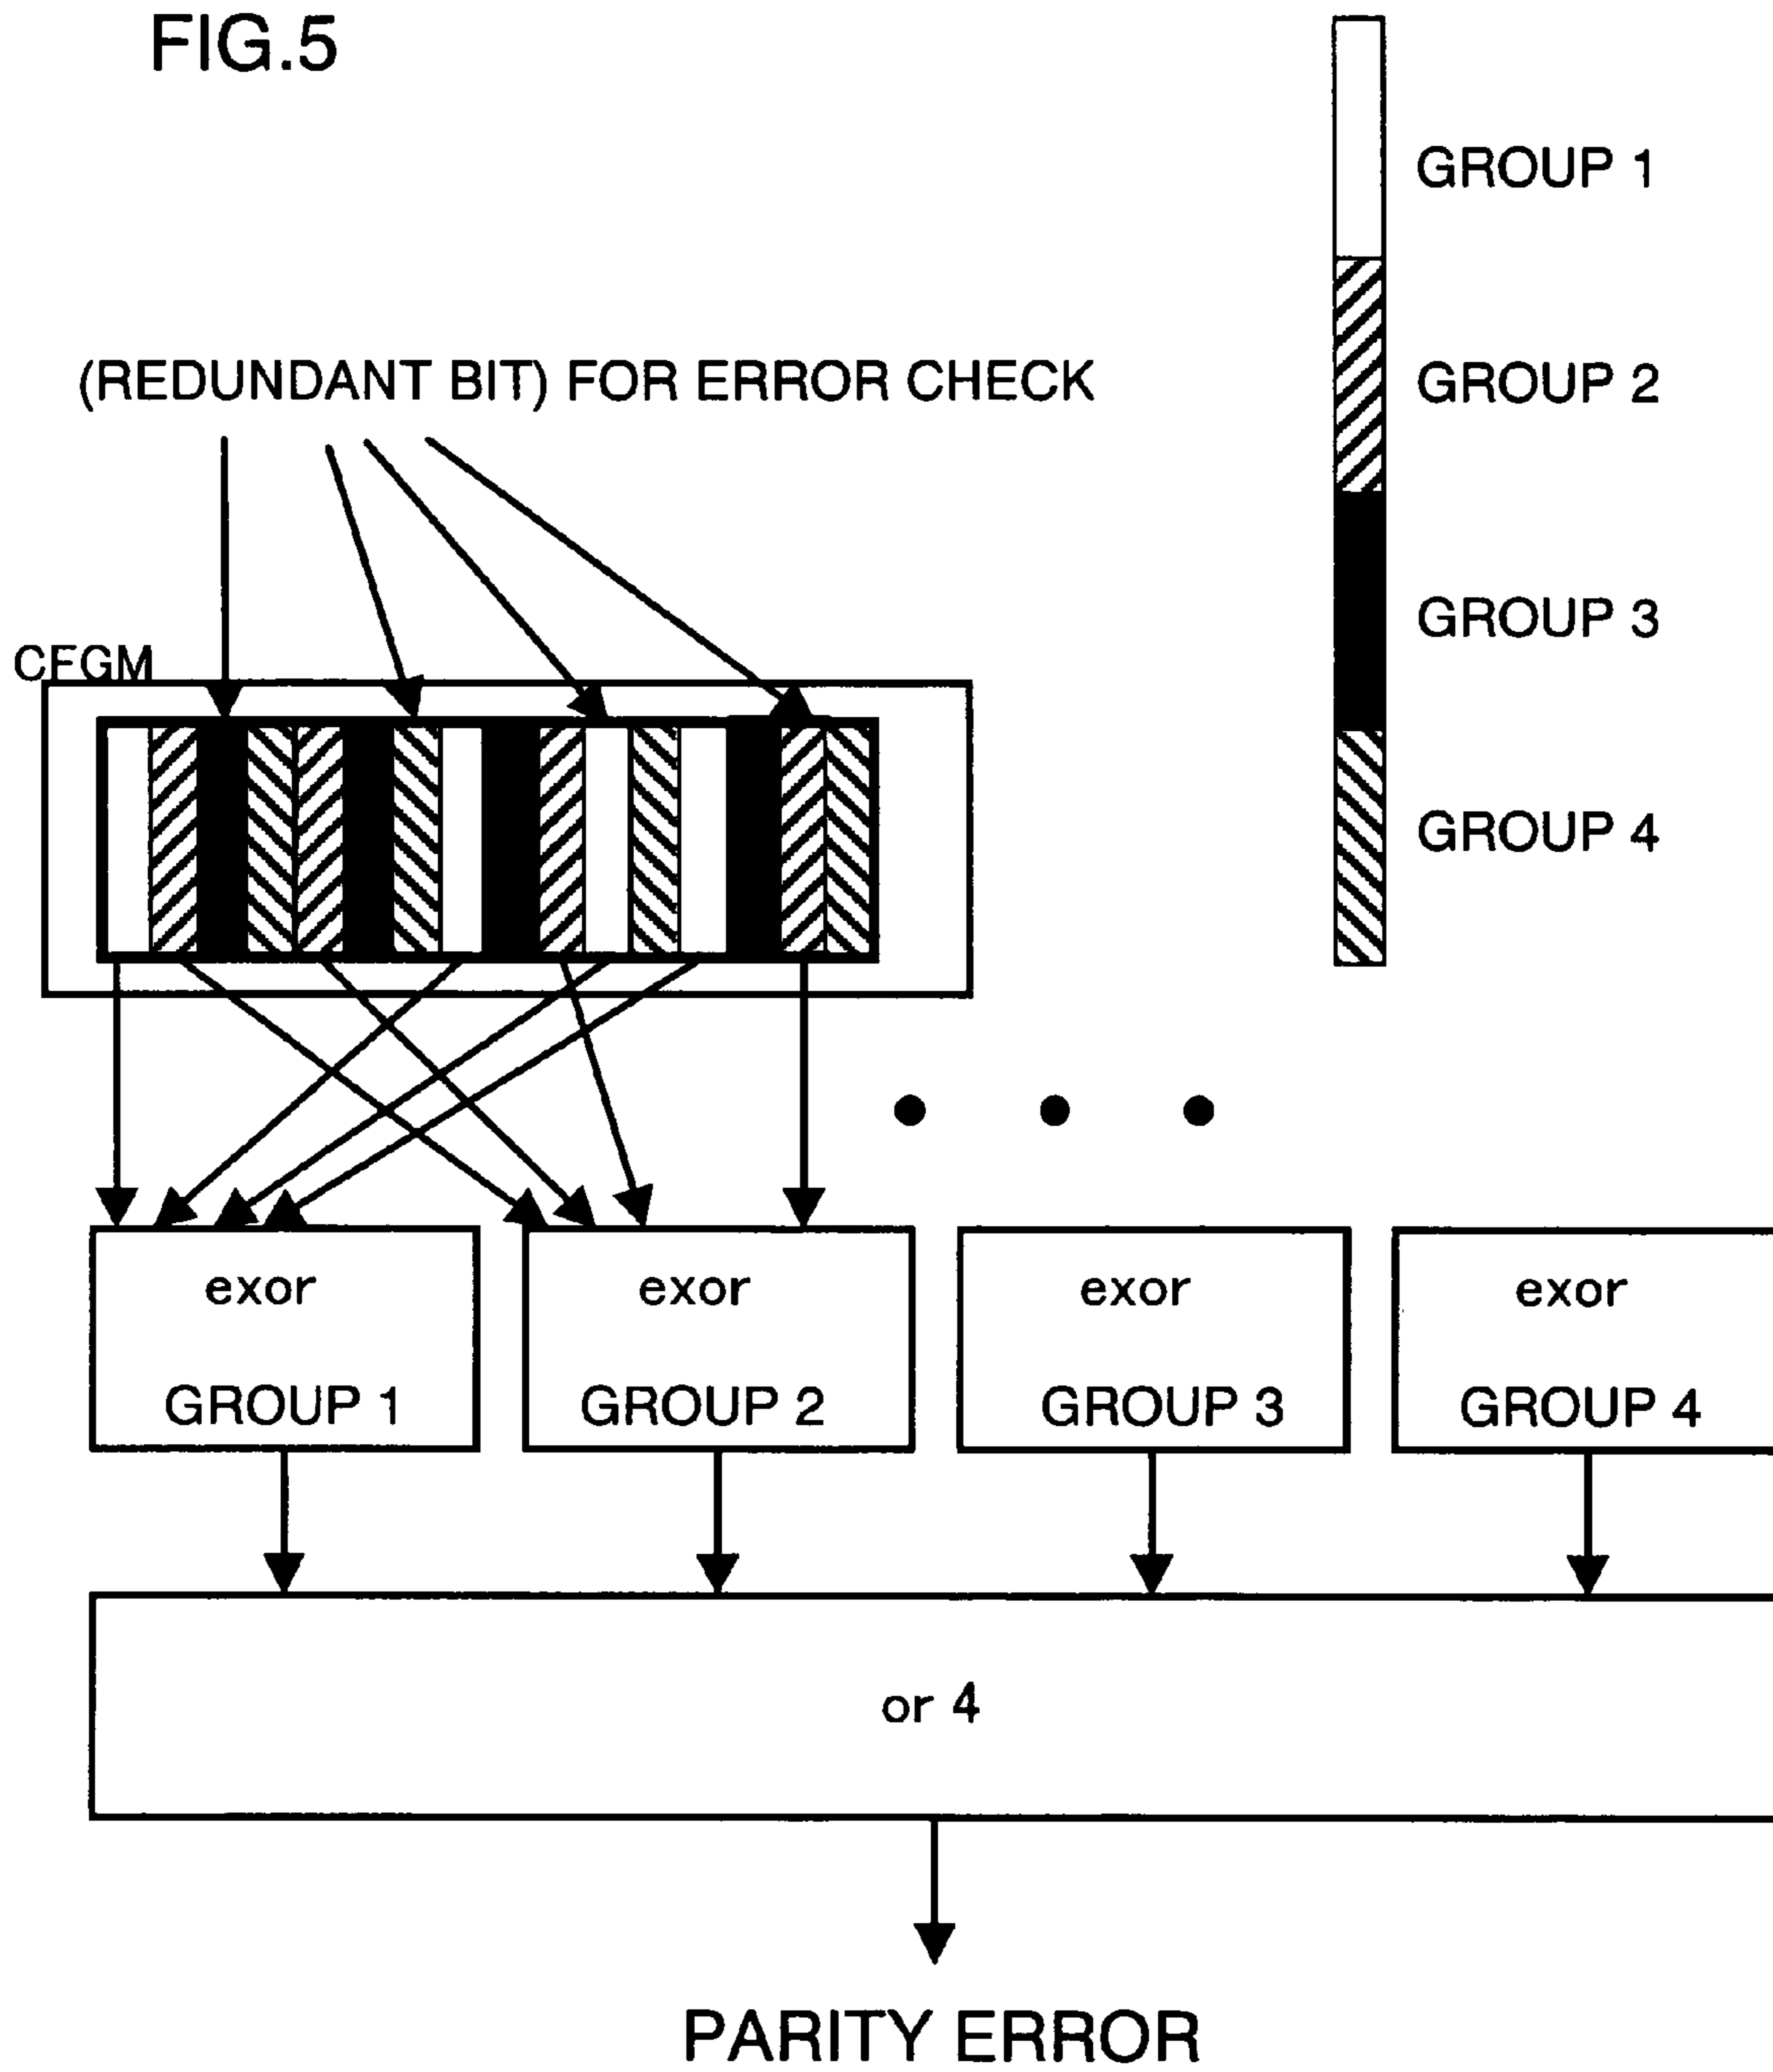 FIG.5
GROUP 1
GROUP 2
(REDUNDANT BIT) FOR ERROR CHECK
GROUP 3
CFGM
GROUP 4
exor
GROUP 1
exor
GROUP 2
exor
GROUP 3
exor
GROUP 4
or 4
PARITY ERROR